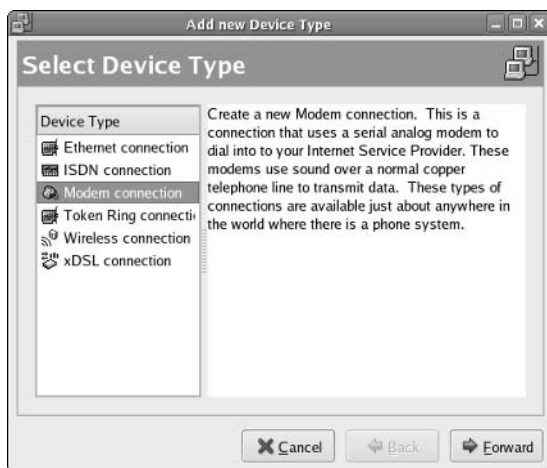 Add new Device Type
Select Device Type
Device Type
Ethernet connection
ISDN connection
Modem connection
Token Ring connecti
Wireless connection
xDSL connection
Create a new Modem connection. This is a
connection that uses a serial analog modem to
dial into to your Internet Service Provider. These
modems use sound over a normal copper
telephone line to transmit data. These types of
connections are available just about anywhere in
the world where there is a phone system.
Cancel
Back
Forward